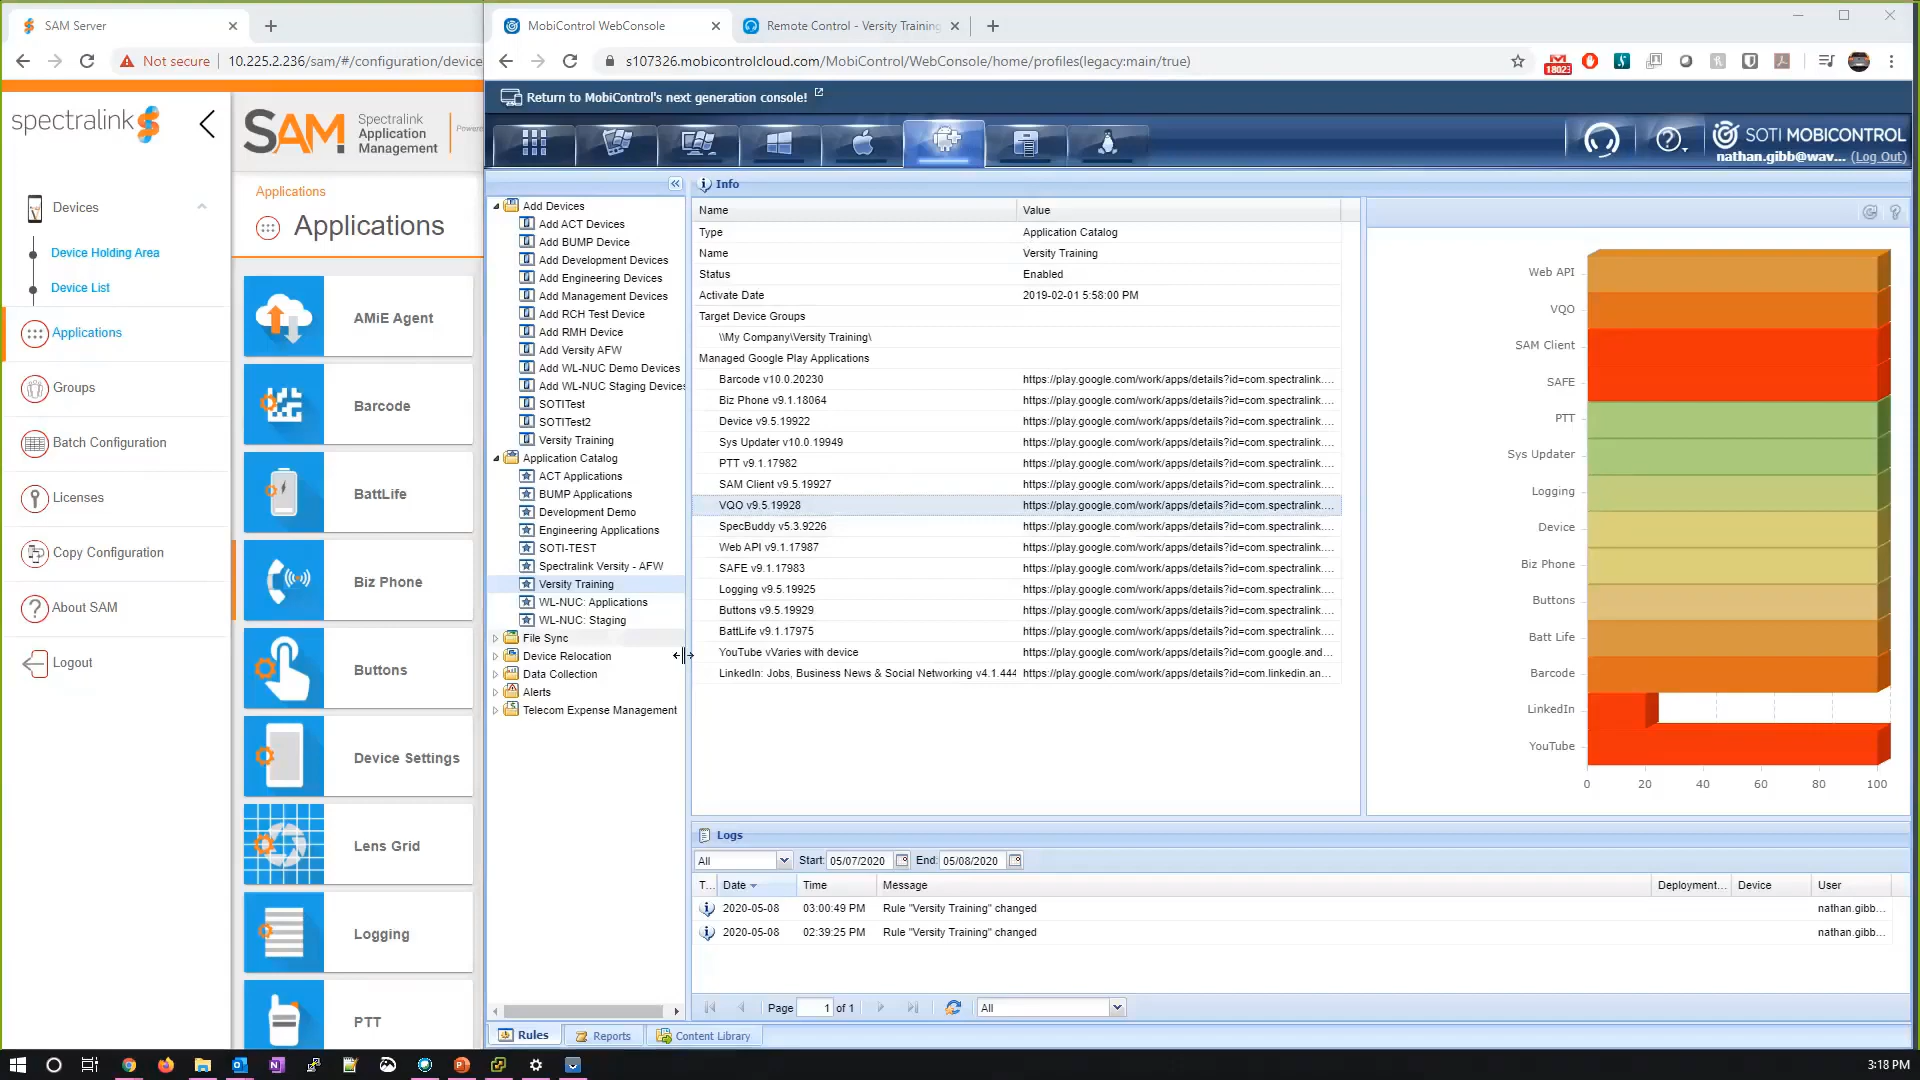 SAM Server
Not secure
10.225.2.236/sam/#/configuration/device
spectralink
Devices
Device Holding Area
Device List
Applications
Groups
Batch Configuration
Licenses
Copy Configuration
About SAM
Logout
SAM
Spectralink
Application
Management
Powere
Applications
Applications
AMiE Agent
Barcode
BattLife
Biz Phone
Buttons
Device Settings
Lens Grid
Logging
PTT
MobiControl WebConsole
Remote Control - Versity Training
s107326.mobicontrolcloud.com/MobiControl/WebConsole/home/profiles(legacy:main/true)
18023
Return to MobiControl's next generation console!
SOTI MOBICONTROL
nathan.gibb@wav... (Log Out)
Add Devices
Add ACT Devices
Add BUMP Device
Add Development Devices
Add Engineering Devices
Add Management Devices
Add RCH Test Device
Add RMH Device
Add Versity AFW
Add WL-NUC Demo Devices
Add WL-NUC Staging Devices
SOTITest
SOTITest2
Versity Training
Application Catalog
ACT Applications
BUMP Applications
Development Demo
Engineering Applications
SOTI-TEST
Spectralink Versity - AFW
Versity Training
WL-NUC: Applications
WL-NUC: Staging
File Sync
Device Relocation
Data Collection
Alerts
Telecom Expense Management
Info
Name Value
Type Application Catalog
Name Versity Training
Status Enabled
Activate Date 2019-02-01 5:58:00 PM
Target Device Groups
\\My Company\Versity Training\
Managed Google Play Applications
Barcode v10.0.20230 https://play.google.com/work/apps/details?id=com.spectralink....
Biz Phone v9.1.18064 https://play.google.com/work/apps/details?id=com.spectralink....
Device v9.5.19922 https://play.google.com/work/apps/details?id=com.spectralink....
Sys Updater v10.0.19949 https://play.google.com/work/apps/details?id=com.spectralink....
PTT v9.1.17982 https://play.google.com/work/apps/details?id=com.spectralink....
SAM Client v9.5.19927 https://play.google.com/work/apps/details?id=com.spectralink....
VQO v9.5.19928 https://play.google.com/work/apps/details?id=com.spectralink....
SpecBuddy v5.3.9226 https://play.google.com/work/apps/details?id=com.spectralink....
Web API v9.1.17987 https://play.google.com/work/apps/details?id=com.spectralink....
SAFE v9.1.17983 https://play.google.com/work/apps/details?id=com.spectralink....
Logging v9.5.19925 https://play.google.com/work/apps/details?id=com.spectralink....
Buttons v9.5.19929 https://play.google.com/work/apps/details?id=com.spectralink....
BattLife v9.1.17975 https://play.google.com/work/apps/details?id=com.spectralink....
YouTube vVaries with device https://play.google.com/work/apps/details?id=com.google.and...
LinkedIn: Jobs, Business News & Social Networking v4.1.444 https://play.google.com/work/apps/details?id=com.linkedin.an...
Web API
VQO
SAM Client
SAFE
PTT
Sys Updater
Logging
Device
Biz Phone
Buttons
Batt Life
Barcode
LinkedIn
YouTube
0 20 40 60 80 100
Logs
All Start: 05/07/2020 End: 05/08/2020
T... Date Time Message Deployment... Device User
2020-05-08 03:00:49 PM Rule "Versity Training" changed nathan.gibb...
2020-05-08 02:39:25 PM Rule "Versity Training" changed nathan.gibb...
Page 1 of 1 All
Rules Reports Content Library
3:18 PM